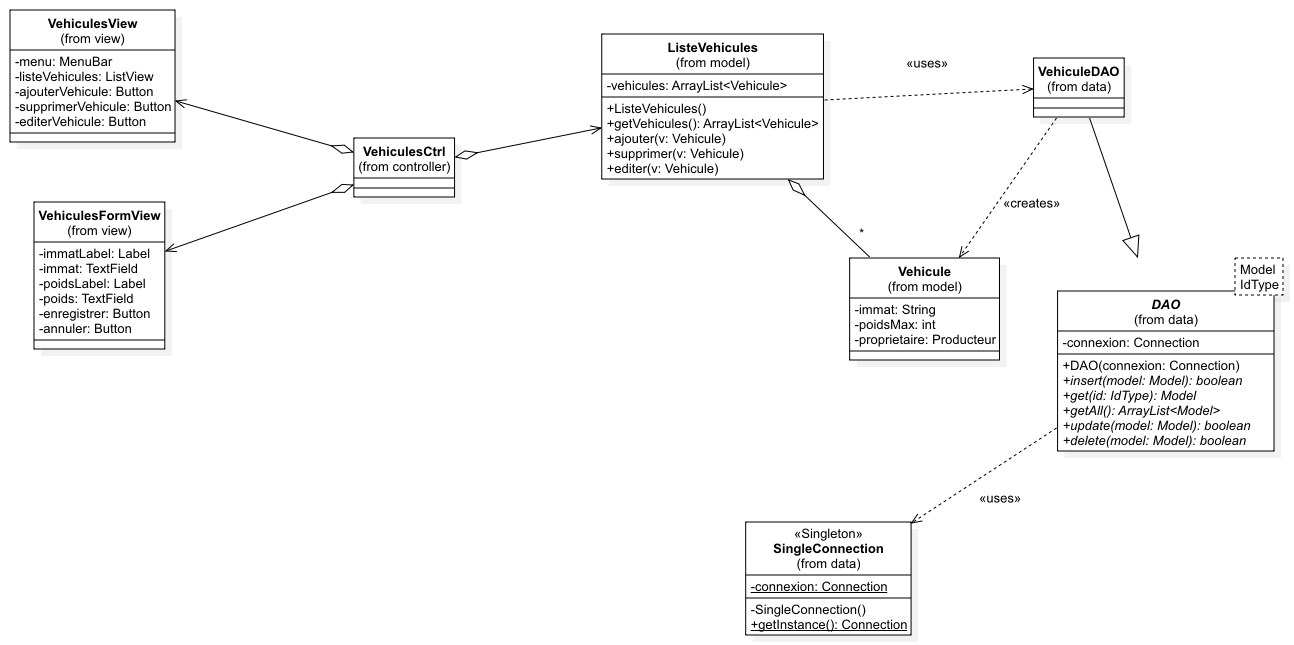 VehiculesView
(from view)
-menu: MenuBar
-listeVehicules: ListView
-ajouterVéhicule: Button
-supprimerVehicule: Button
-editerVehicule: Button
VehiculesFormView
(from view)
-immatLabel: Label
-immat: TextField
-poidsLabel: Label
-poids: TextField
-enregistrer: Button
-annuler: Button
VehiculesCtrl
(from controller)
ListeVehicules
(from model)
-vehicules: ArrayList<Vehicule>
+ListeVehicules()
+getVehicules(): ArrayList<Vehicule>
+ajouter(v: Vehicule)
+supprimer(v: Vehicule)
+editer(v: Vehicule)
«uses»
VehiculeDAO
(from data)
«creates»
*
Vehicule
(from model)
-immat: String
-poidsMax: int
-proprietaire: Producteur
Model
IdType
DAO
(from data)
-connexion: Connection
+DAO(connexion: Connection)
+insert(model: Model): boolean
+get(id: IdType): Model
+getAll(): ArrayList<Model>
+update(model: Model): boolean
+delete(model: Model): boolean
«uses»
«Singleton»
SingleConnection
(from data)
-connexion: Connection
-SingleConnection()
+getInstance(): Connection